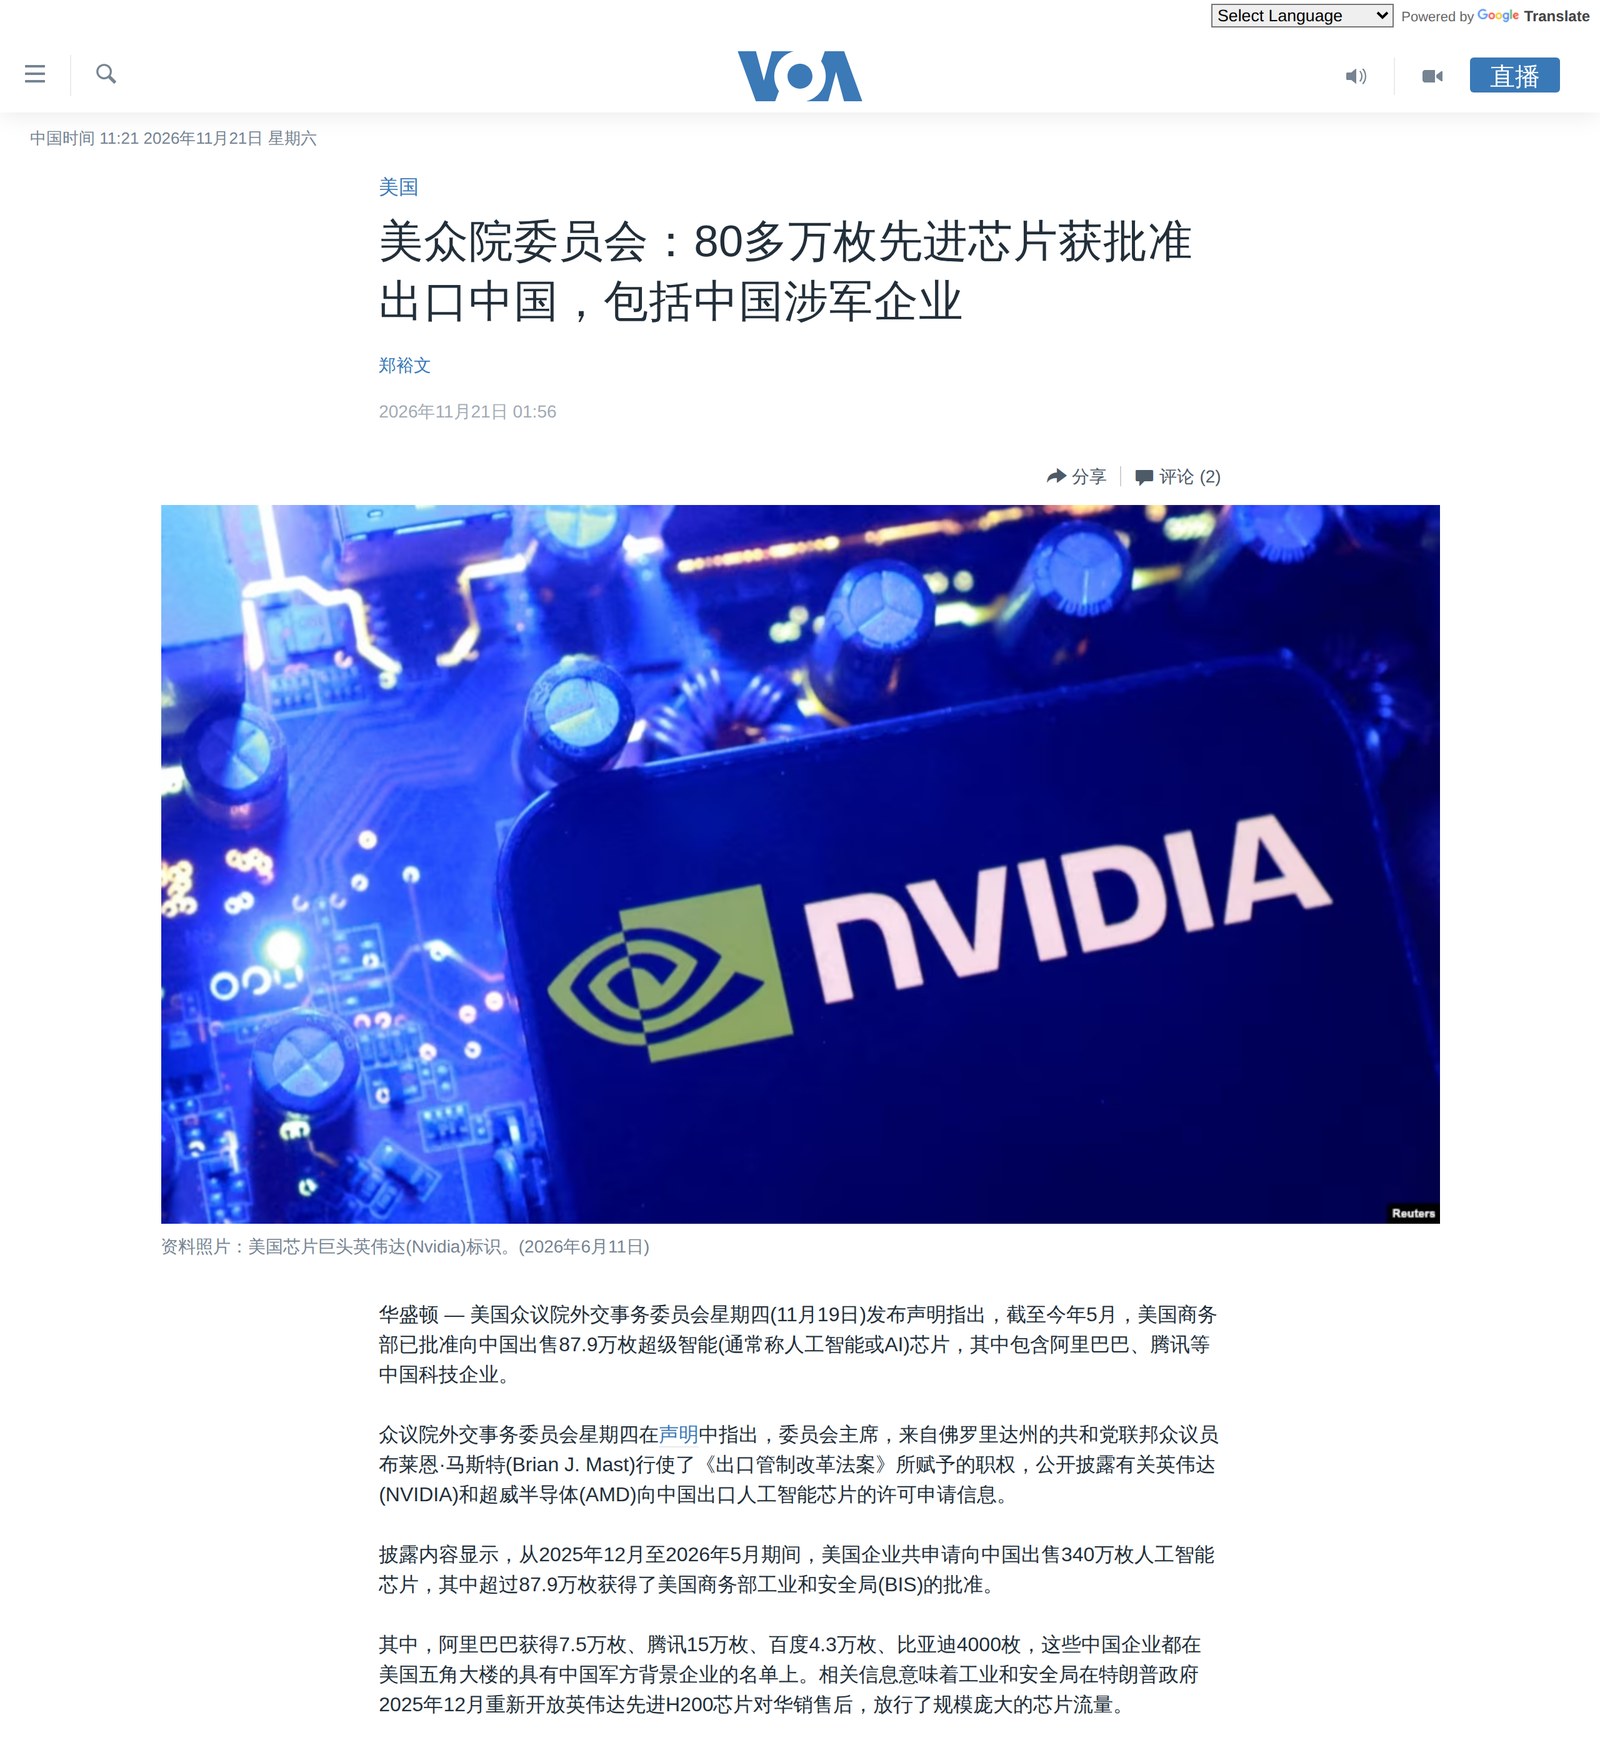 Select Language
Powered by Google Translate
VOA
直播
中国时间 11:21 2026年11月21日 星期六
美国
美众院委员会：80多万枚先进芯片获批准
出口中国，包括中国涉军企业
郑裕文
2026年11月21日 01:56
分享
评论 (2)
NVIDIA
Reuters
资料照片：美国芯片巨头英伟达(Nvidia)标识。(2026年6月11日)
华盛顿 — 美国众议院外交事务委员会星期四(11月19日)发布声明指出，截至今年5月，美国商务
部已批准向中国出售87.9万枚超级智能(通常称人工智能或AI)芯片，其中包含阿里巴巴、腾讯等
中国科技企业。
众议院外交事务委员会星期四在声明中指出，委员会主席，来自佛罗里达州的共和党联邦众议员
布莱恩·马斯特(Brian J. Mast)行使了《出口管制改革法案》所赋予的职权，公开披露有关英伟达
(NVIDIA)和超威半导体(AMD)向中国出口人工智能芯片的许可申请信息。
披露内容显示，从2025年12月至2026年5月期间，美国企业共申请向中国出售340万枚人工智能
芯片，其中超过87.9万枚获得了美国商务部工业和安全局(BIS)的批准。
其中，阿里巴巴获得7.5万枚、腾讯15万枚、百度4.3万枚、比亚迪4000枚，这些中国企业都在
美国五角大楼的具有中国军方背景企业的名单上。相关信息意味着工业和安全局在特朗普政府
2025年12月重新开放英伟达先进H200芯片对华销售后，放行了规模庞大的芯片流量。